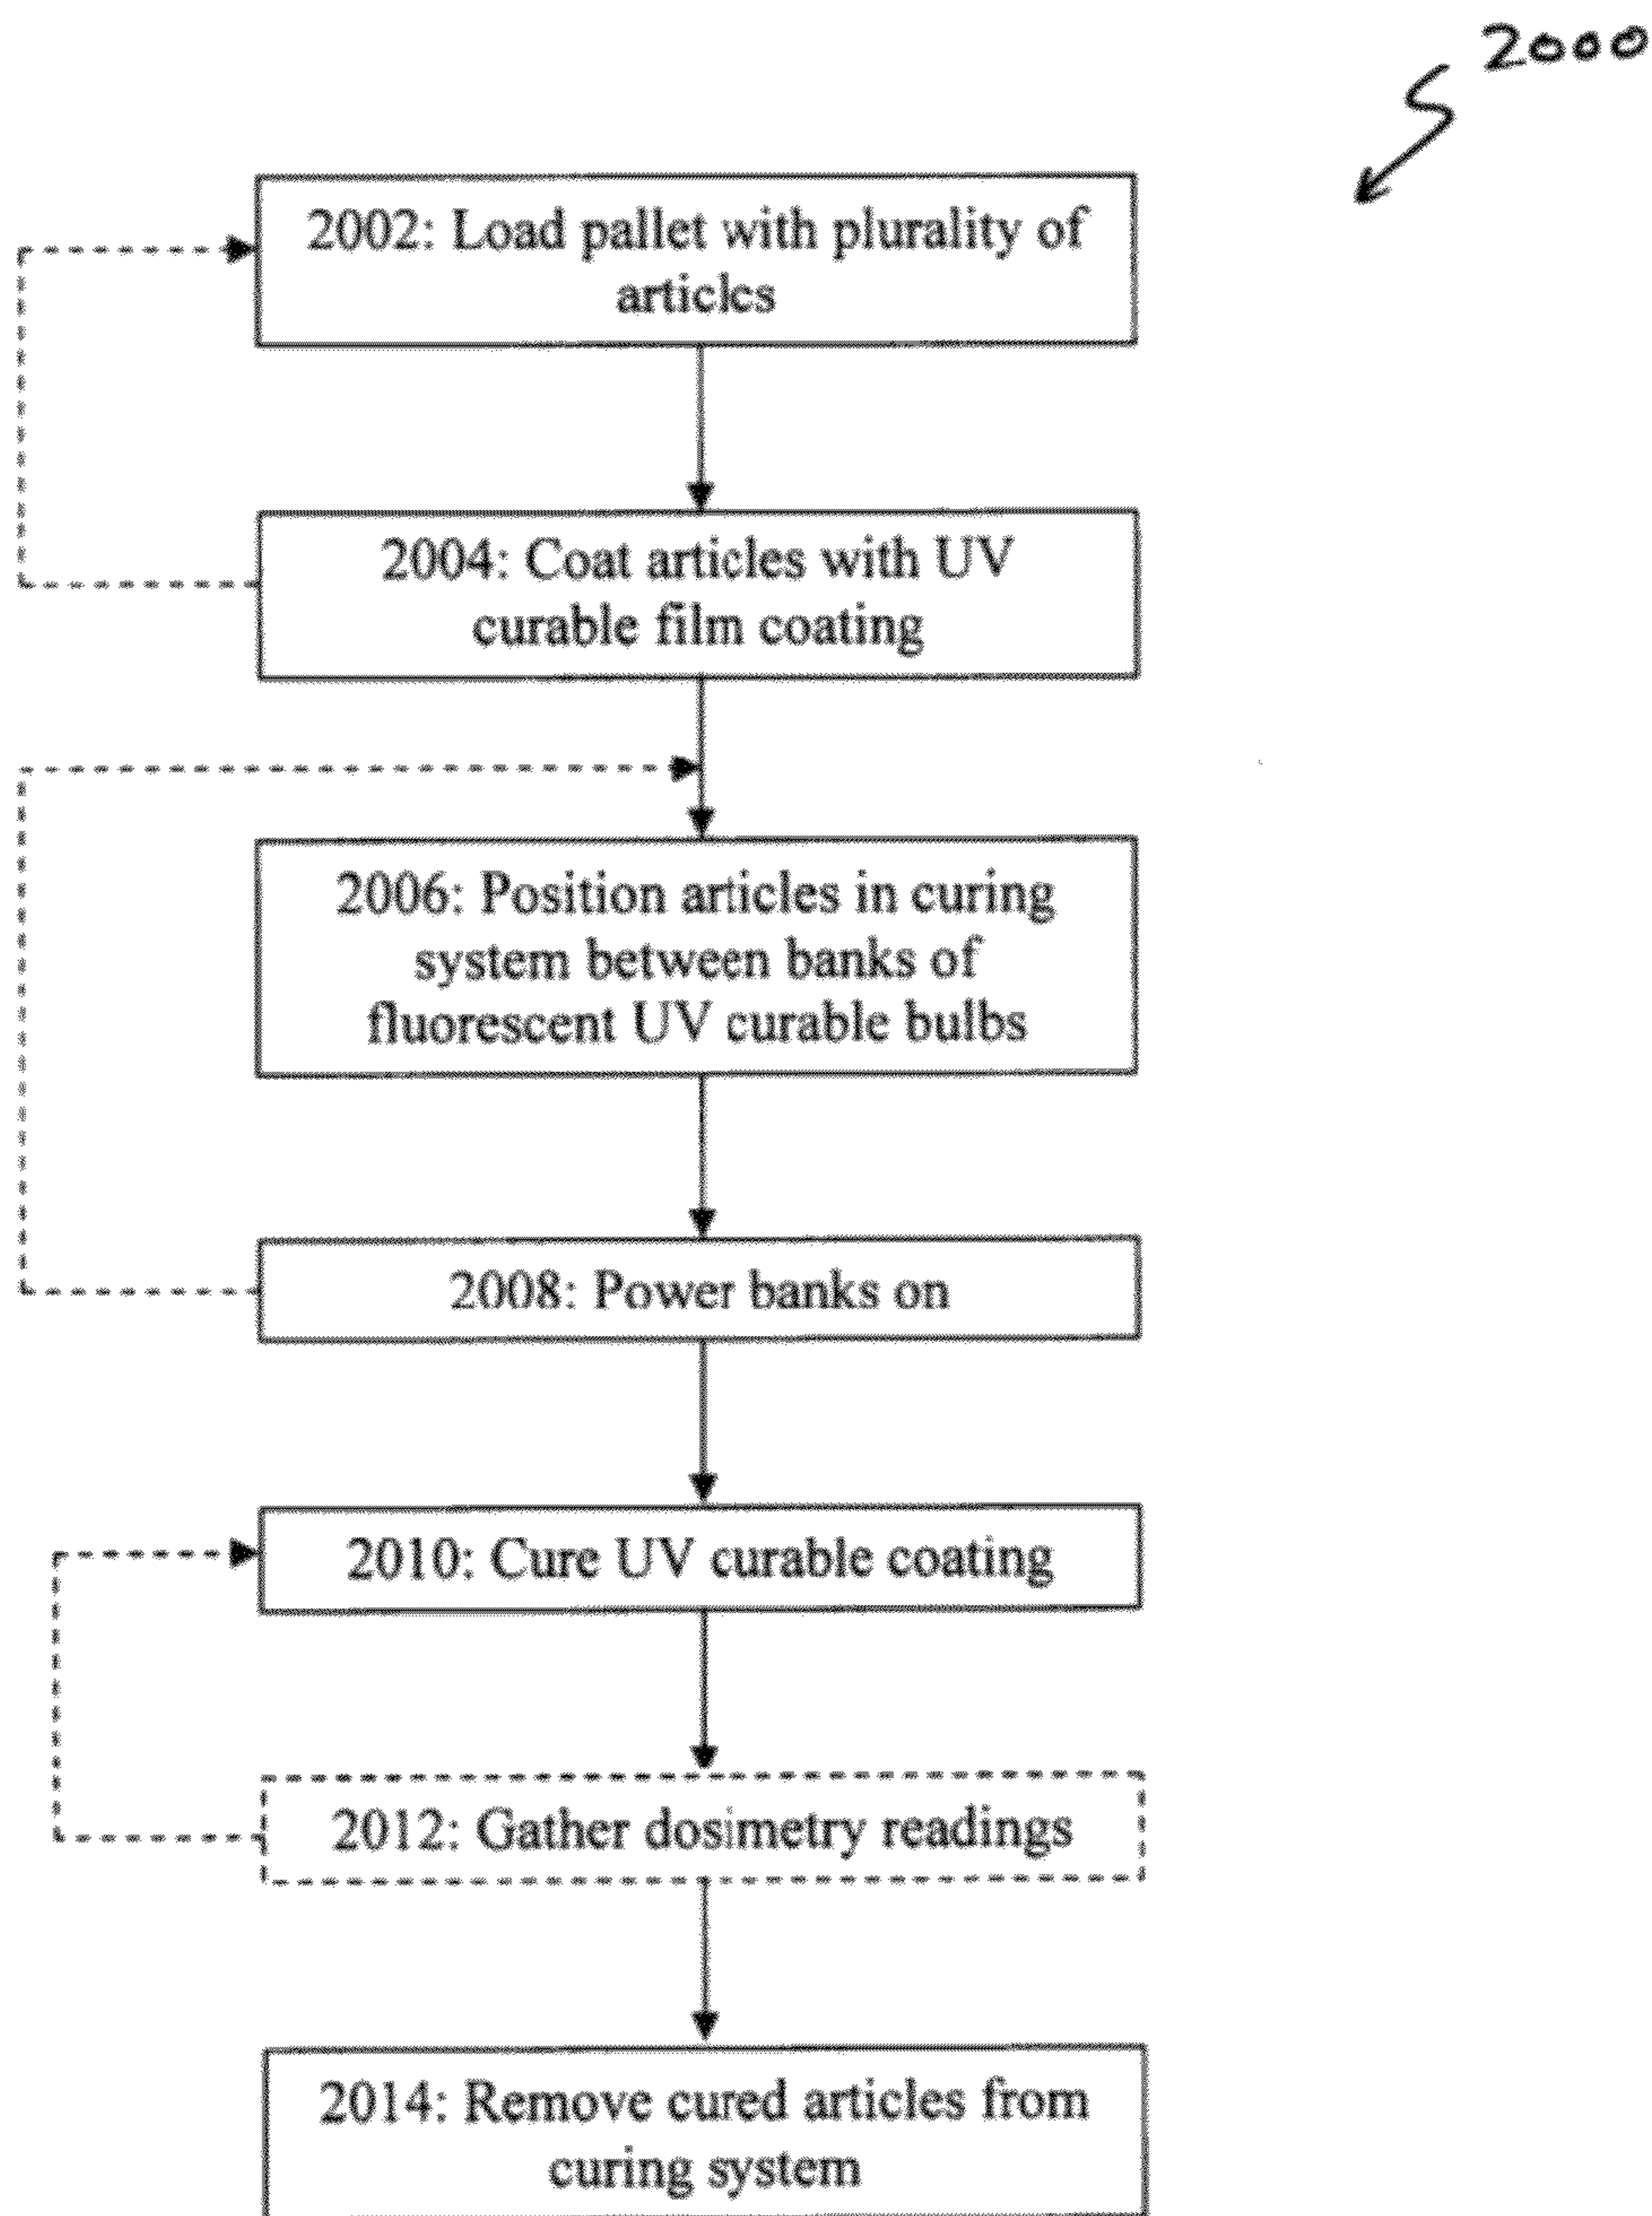 2000
2002: Load pallet with plurality of
articles
2004: Coat articles with UV
curable film coating
2006: Position articles in curing
system between banks of
fluorescent UV curable bulbs
2008: Power banks on
2010: Cure UV curable coating
2012: Gather dosimetry readings
2014: Remove cured articles from
curing system